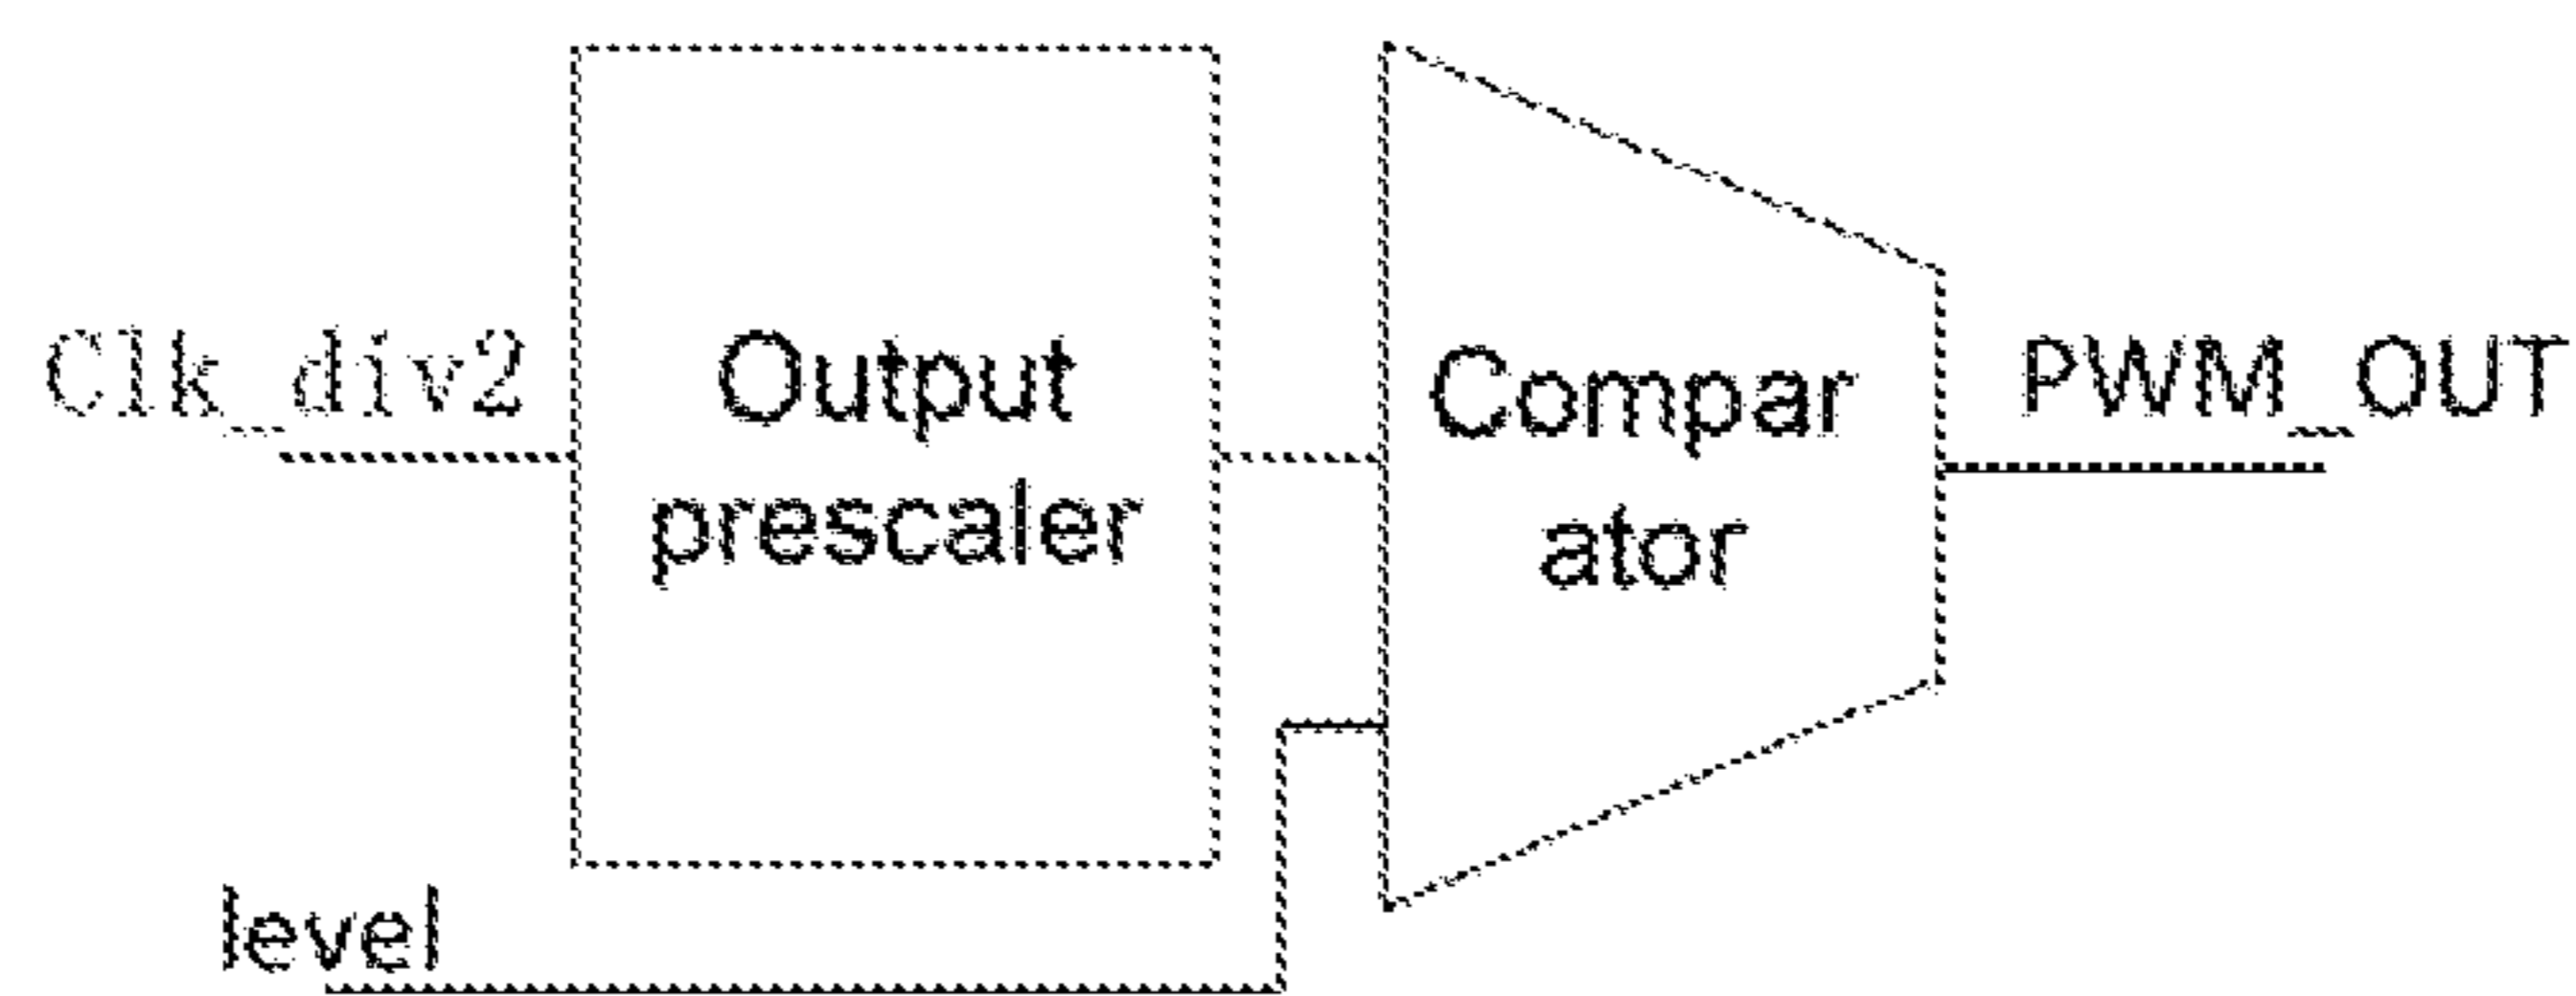 Clk_div2
Output
prescaler
Compar
ator
PWM_OUT
level